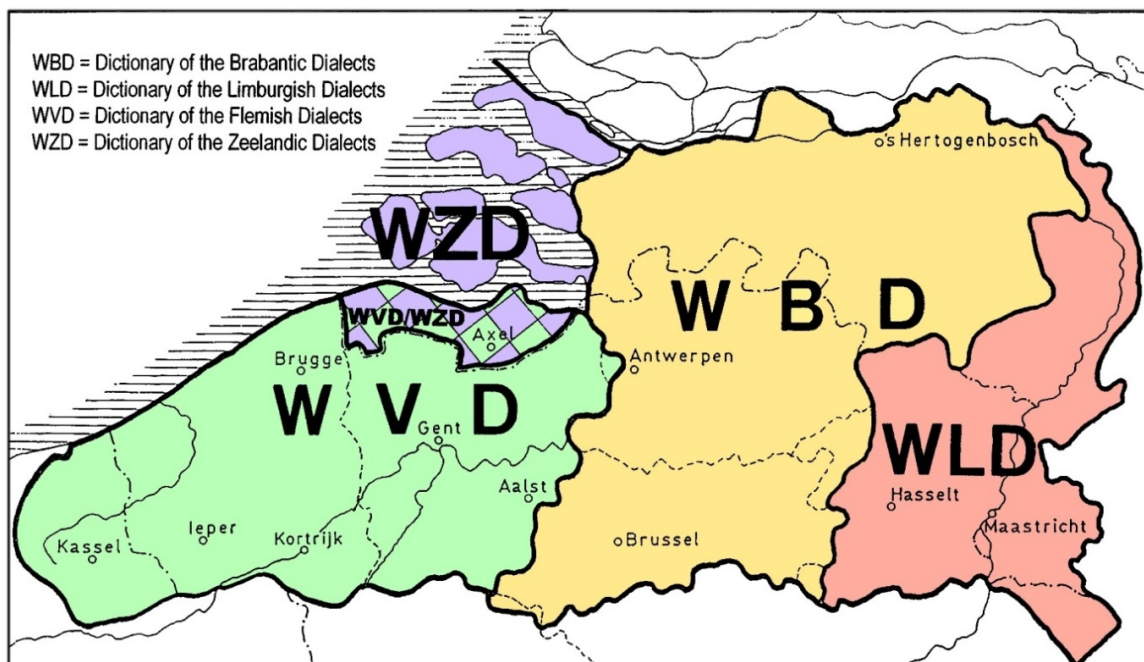 WBD = Dictionary of the Brabantic Dialects
WLD = Dictionary of the Limburgish Dialects
WVD = Dictionary of the Flemish Dialects
WZD = Dictionary of the Zeelandic Dialects
's Hertogenbosch
WZD
W B D
WVD/WZD
Axel
Brugge
Antwerpen
W V D
Gent
WLD
Aalst
Hasselt
Ieper
Kortrijk
Maastricht
Kassel
Brussel